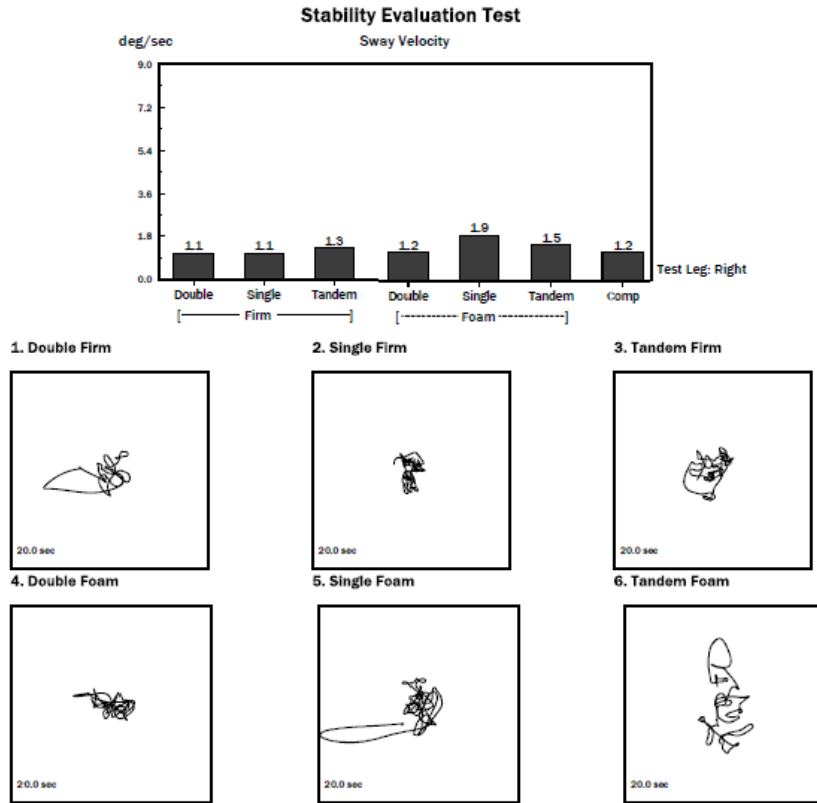 Stability Evaluation Test
deg/sec
Sway Velocity
9.0
7.2
5.4
3.6
1.8
0.0
1.1
1.1
1.3
1.2
1.9
1.5
1.2
Test Leg: Right
Double Single Tandem Double Single Tandem Comp
[ Firm ] [ Foam ]
1. Double Firm
2. Single Firm
3. Tandem Firm
20.0 sec
20.0 sec
20.0 sec
4. Double Foam
5. Single Foam
6. Tandem Foam
20.0 sec
20.0 sec
20.0 sec